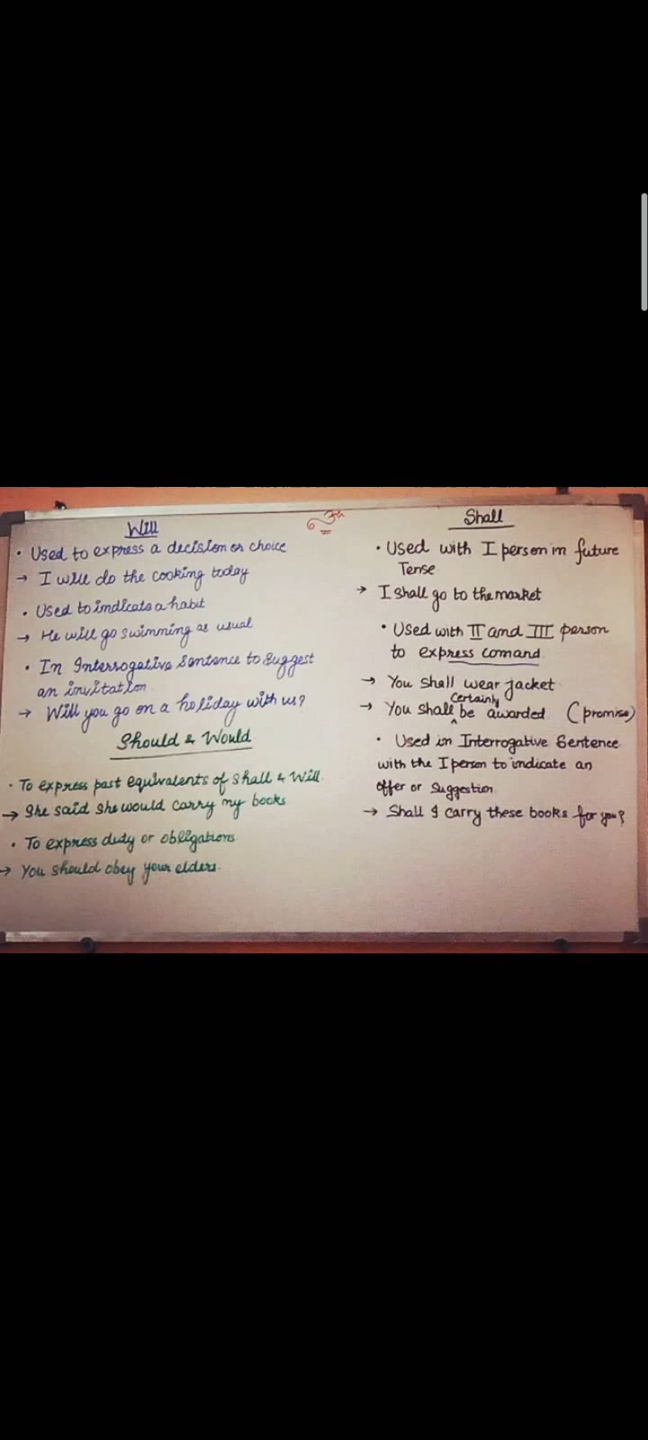 Will
• Used to express a decision or choice
→ I will do the cooking today
• Used to indicate a habit
→ He will go swimming as usual
• In Interrogative Sentence to Suggest
an invitation
→ Will you go on a holiday with us?
Should & Would
• To express past equivalents of Shall & Will.
→ She said she would carry my books
• To express duty or obligations
→ You should obey your elders.
Shall
• Used with I person in future
Tense
→ I shall go to the market
• Used with II and III person
to express comand
→ You shall wear jacket
→ You shall certainly be awarded (promise)
• Used in Interrogative Sentence
with the I person to indicate an
offer or suggestion
→ Shall I carry these books for you?